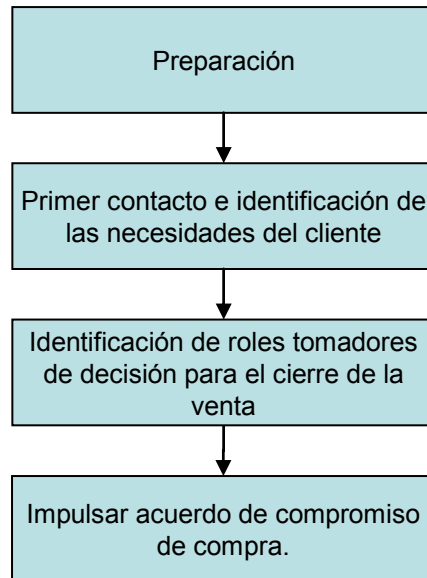 Preparación
Primer contacto e identificación de
las necesidades del cliente
Identificación de roles tomadores
de decisión para el cierre de la
venta
Impulsar acuerdo de compromiso
de compra.